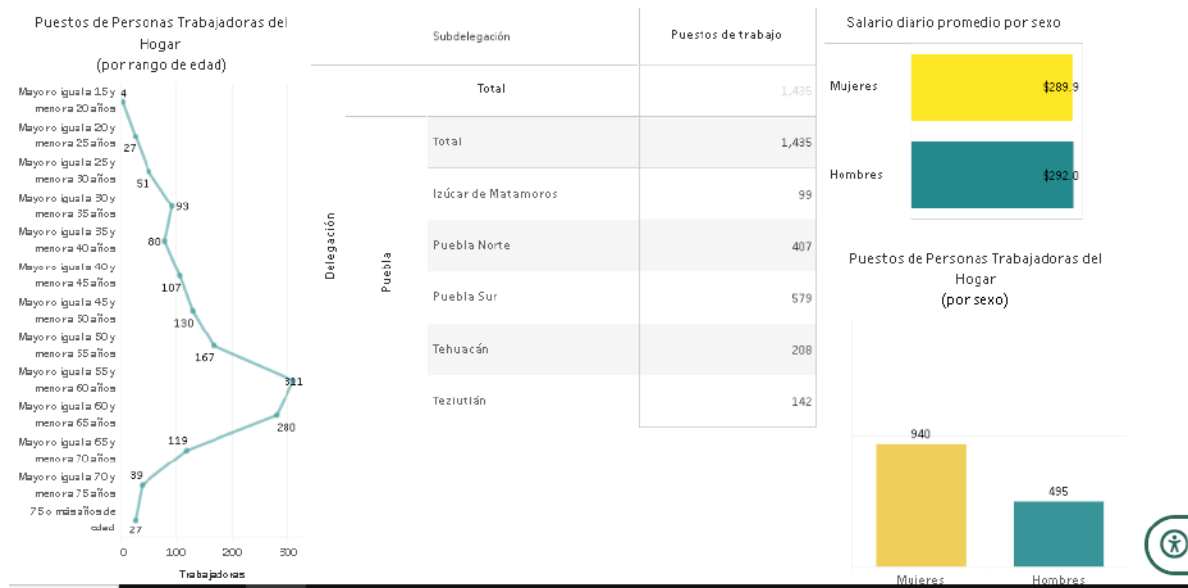 Puestos de Personas Trabajadoras del
Hogar
(por rango de edad)
Mayor o igual a 15 y
menor a 20 años
4
Mayor o igual a 20 y
menor a 25 años
27
Mayor o igual a 25 y
menor a 30 años
51
Mayor o igual a 30 y
menor a 35 años
93
Mayor o igual a 35 y
menor a 40 años
80
Mayor o igual a 40 y
menor a 45 años
107
Mayor o igual a 45 y
menor a 50 años
130
Mayor o igual a 50 y
menor a 55 años
167
Mayor o igual a 55 y
menor a 60 años
311
Mayor o igual a 60 y
menor a 65 años
280
Mayor o igual a 65 y
menor a 70 años
119
Mayor o igual a 70 y
menor a 75 años
39
75 o más años de
edad
27
0 100 200 300
Trabajadoras
Subdelegación Puestos de trabajo
Total 1,435
Delegación
Puebla
Total 1,435
Izúcar de Matamoros 99
Puebla Norte 407
Puebla Sur 579
Tehuacán 208
Teziutlán 142
Salario diario promedio por sexo
Mujeres $289.9
Hombres $292.0
Puestos de Personas Trabajadoras del
Hogar
(por sexo)
940
495
Mujeres Hombres